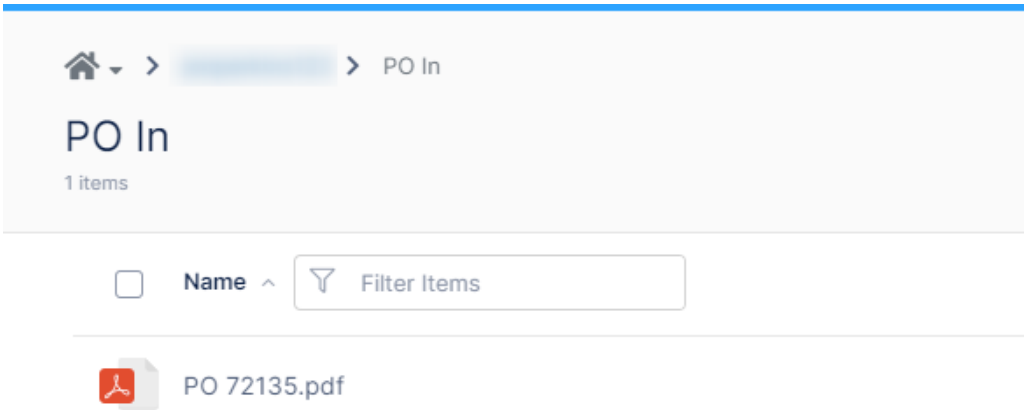 PO In
PO In
1 items
Name Filter Items
PO 72135.pdf